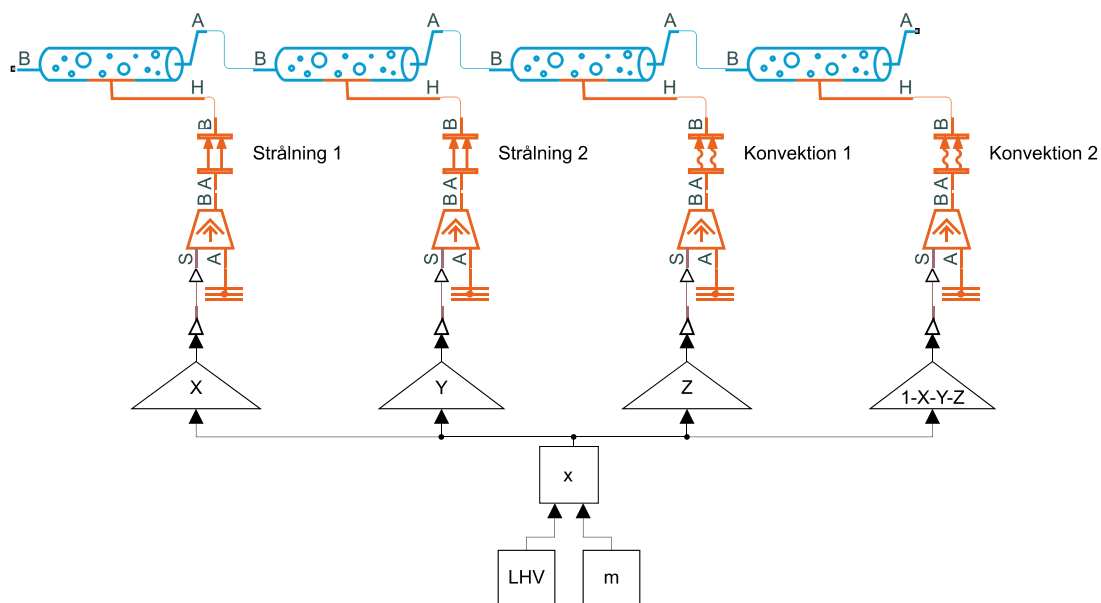 A A A A
B B B B
H H H H
B B B B
Strålning 1 Strålning 2 Konvektion 1 Konvektion 2
A A A A
B B B B
S A S A S A S A
X Y Z 1-X-Y-Z
x
LHV m